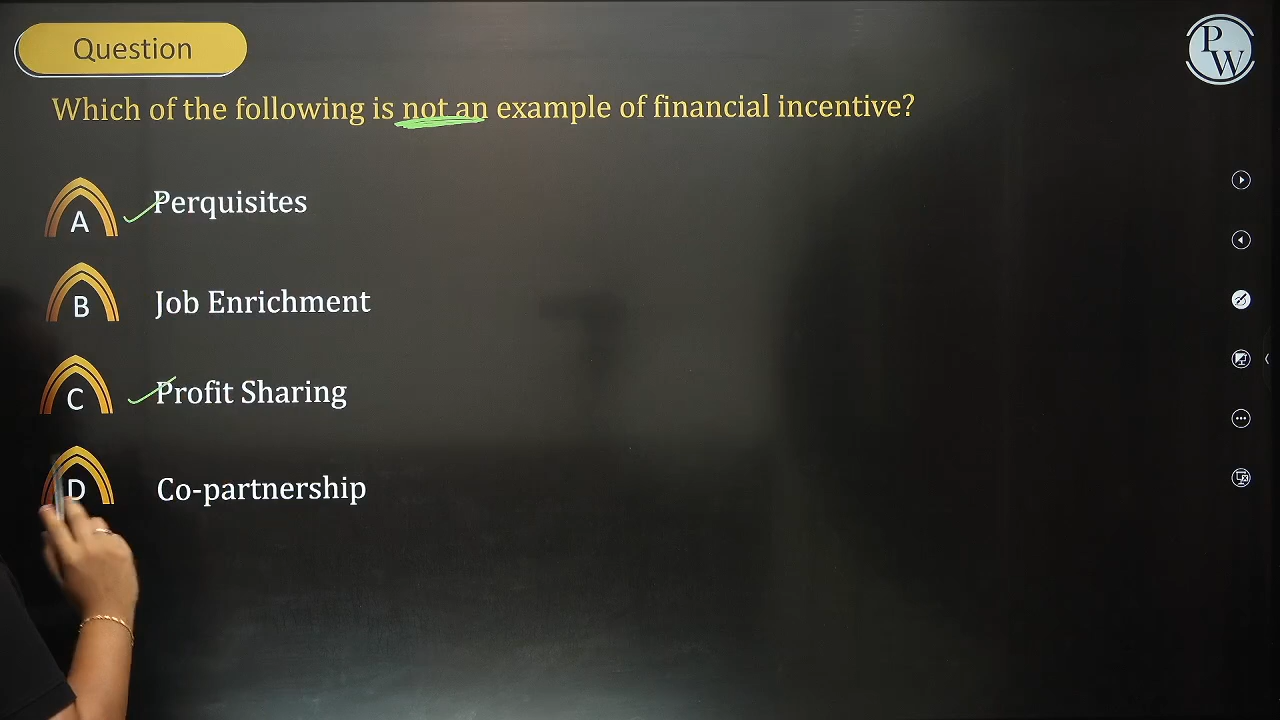 Question
PW
Which of the following is not an example of financial incentive?
A Perquisites
B Job Enrichment
C Profit Sharing
D Co-partnership